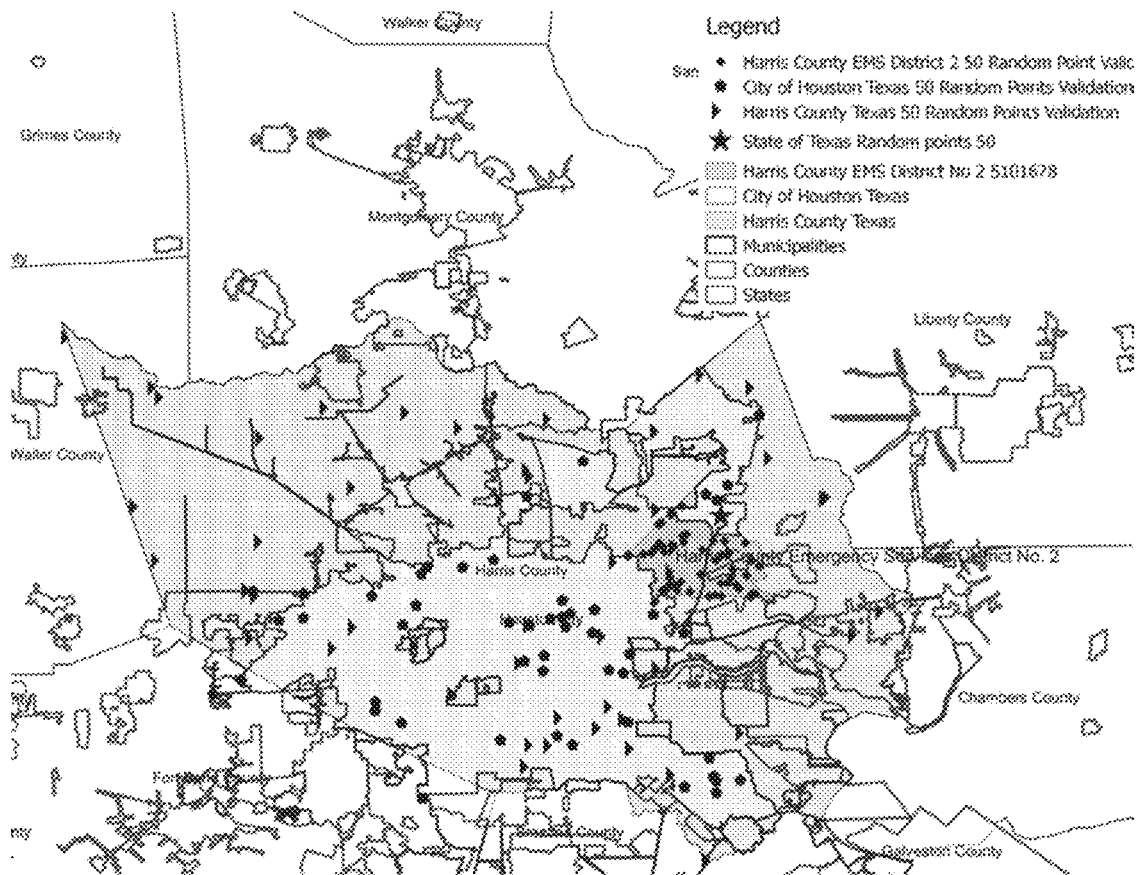 Walker County
Legend
San
Harris County EMS District 2 50 Random Point Valic
City of Houston Texas 50 Random Points Validation
Harris County Texas 50 Random Points Validation
Grimes County
State of Texas Random points 50
Harris County EMS District No 2 5101678
City of Houston Texas
Harris County Texas
Montgomery County
Municipalities
Counties
States
Liberty County
Waller County
Emergency
District No. 2
Harris County
Chambers County
Galveston County